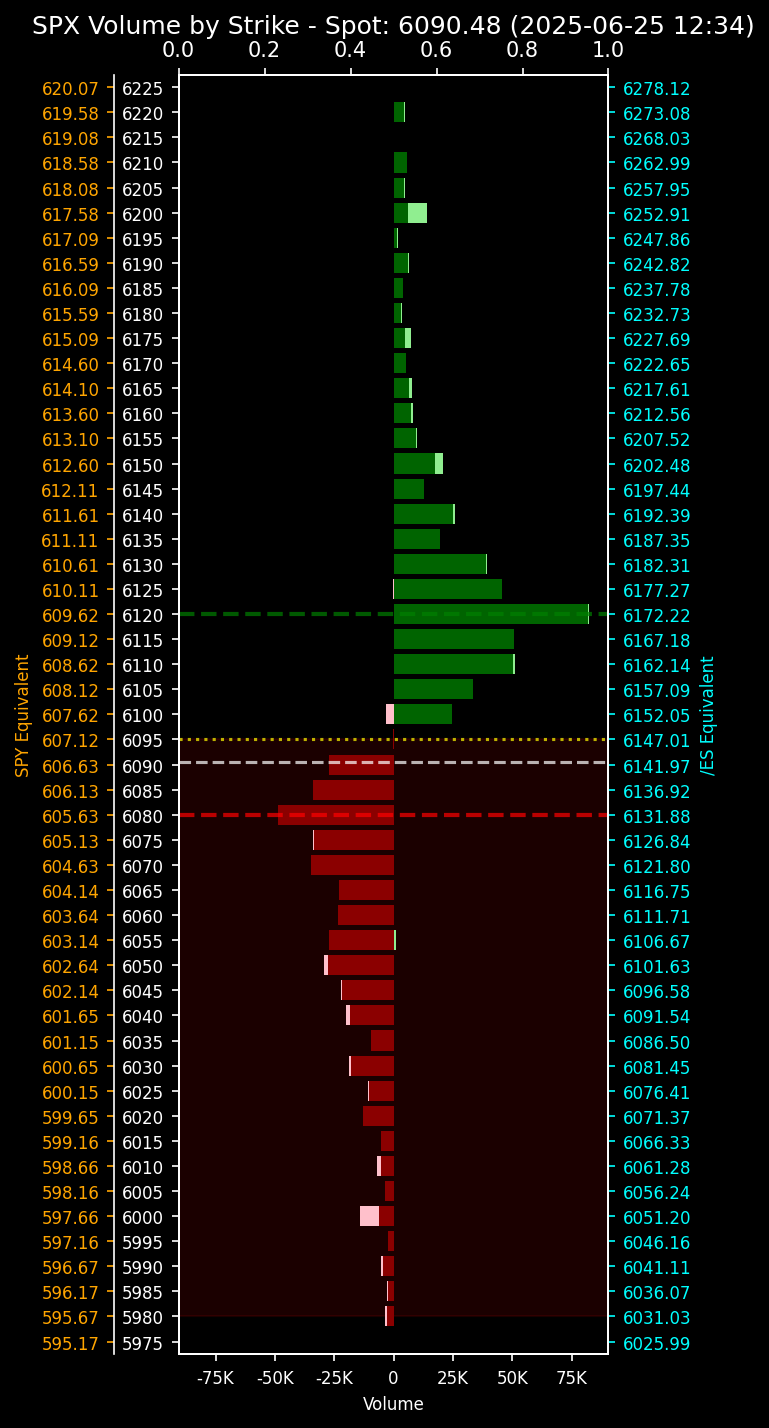 SPX Volume by Strike - Spot: 6090.48 (2025-06-25 12:34)
0.0 0.2 0.4 0.6 0.8 1.0
620.07 6225 6278.12
619.58 6220 6273.08
619.08 6215 6268.03
618.58 6210 6262.99
618.08 6205 6257.95
617.58 6200 6252.91
617.09 6195 6247.86
616.59 6190 6242.82
616.09 6185 6237.78
615.59 6180 6232.73
615.09 6175 6227.69
614.60 6170 6222.65
614.10 6165 6217.61
613.60 6160 6212.56
613.10 6155 6207.52
612.60 6150 6202.48
612.11 6145 6197.44
611.61 6140 6192.39
611.11 6135 6187.35
610.61 6130 6182.31
610.11 6125 6177.27
609.62 6120 6172.22
609.12 6115 6167.18
608.62 6110 6162.14
608.12 6105 6157.09
607.62 6100 6152.05
607.12 6095 6147.01
606.63 6090 6141.97
606.13 6085 6136.92
605.63 6080 6131.88
605.13 6075 6126.84
604.63 6070 6121.80
604.14 6065 6116.75
603.64 6060 6111.71
603.14 6055 6106.67
602.64 6050 6101.63
602.14 6045 6096.58
601.65 6040 6091.54
601.15 6035 6086.50
600.65 6030 6081.45
600.15 6025 6076.41
599.65 6020 6071.37
599.16 6015 6066.33
598.66 6010 6061.28
598.16 6005 6056.24
597.66 6000 6051.20
597.16 5995 6046.16
596.67 5990 6041.11
596.17 5985 6036.07
595.67 5980 6031.03
595.17 5975 6025.99
SPY Equivalent
/ES Equivalent
-75K -50K -25K 0 25K 50K 75K
Volume